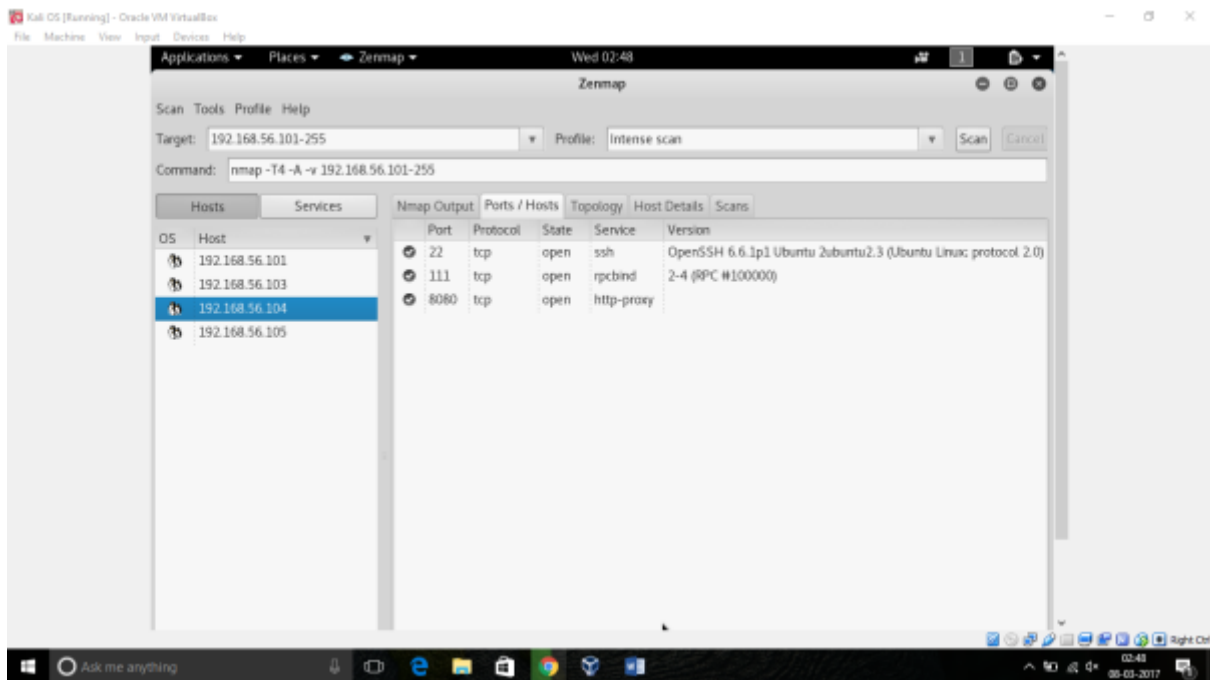 Kali OS [Running] - Oracle VM VirtualBox
File Machine View Input Devices Help
Applications Places Zenmap Wed 02:48 1
Zenmap
Scan Tools Profile Help
Target: 192.168.56.101-255 Profile: Intense scan Scan Cancel
Command: nmap -T4 -A -v 192.168.56.101-255
Hosts Services Nmap Output Ports / Hosts Topology Host Details Scans
OS Host Port Protocol State Service Version
192.168.56.101 22 tcp open ssh OpenSSH 6.6.1p1 Ubuntu 2ubuntu2.3 (Ubuntu Linux; protocol 2.0)
192.168.56.103 111 tcp open rpcbind 2-4 (RPC #100000)
192.168.56.104 8080 tcp open http-proxy
192.168.56.105
Right Ctrl
Ask me anything
02:48
08-03-2017